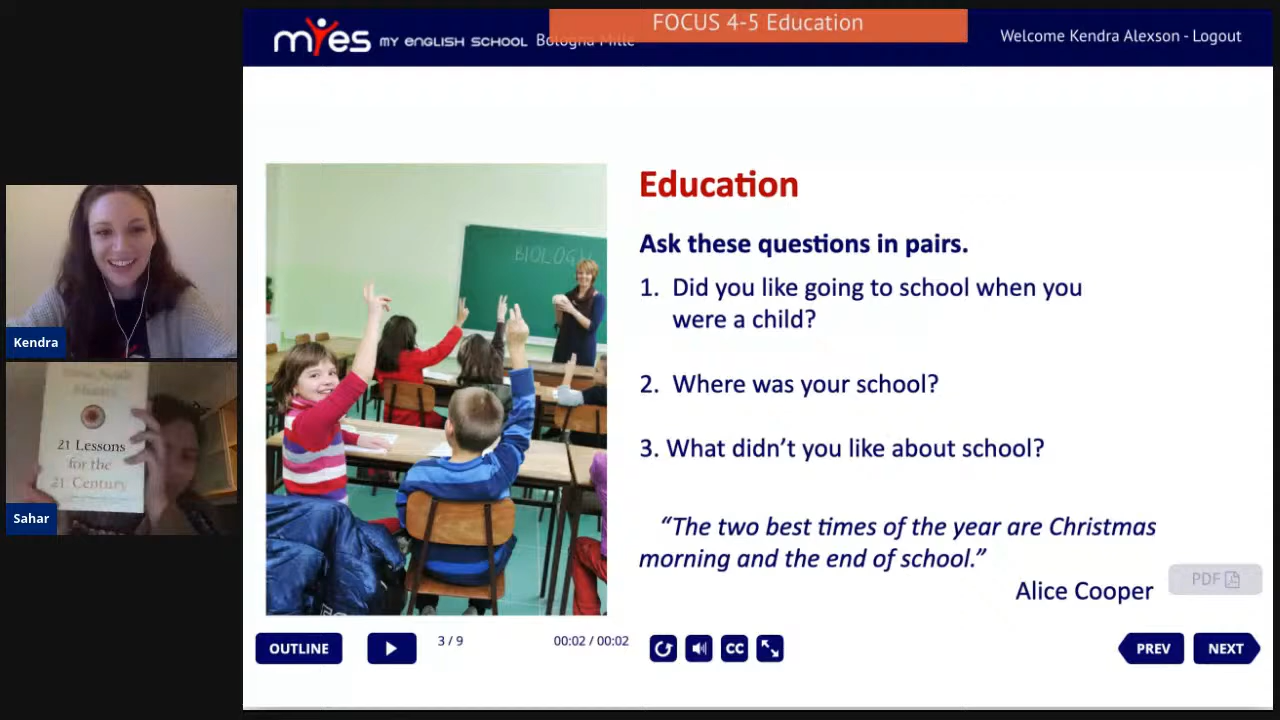 FOCUS 4-5 Education
myes MY ENGLISH SCHOOL Bologna Mille
Welcome Kendra Alexson - Logout
Kendra
21 Lessons
for the
21 Century
Sahar
BIOLOGY
Education
Ask these questions in pairs.
1. Did you like going to school when you
were a child?
2. Where was your school?
3. What didn’t you like about school?
“The two best times of the year are Christmas
morning and the end of school.”
Alice Cooper
PDF
OUTLINE
3 / 9
00:02 / 00:02
CC
PREV
NEXT